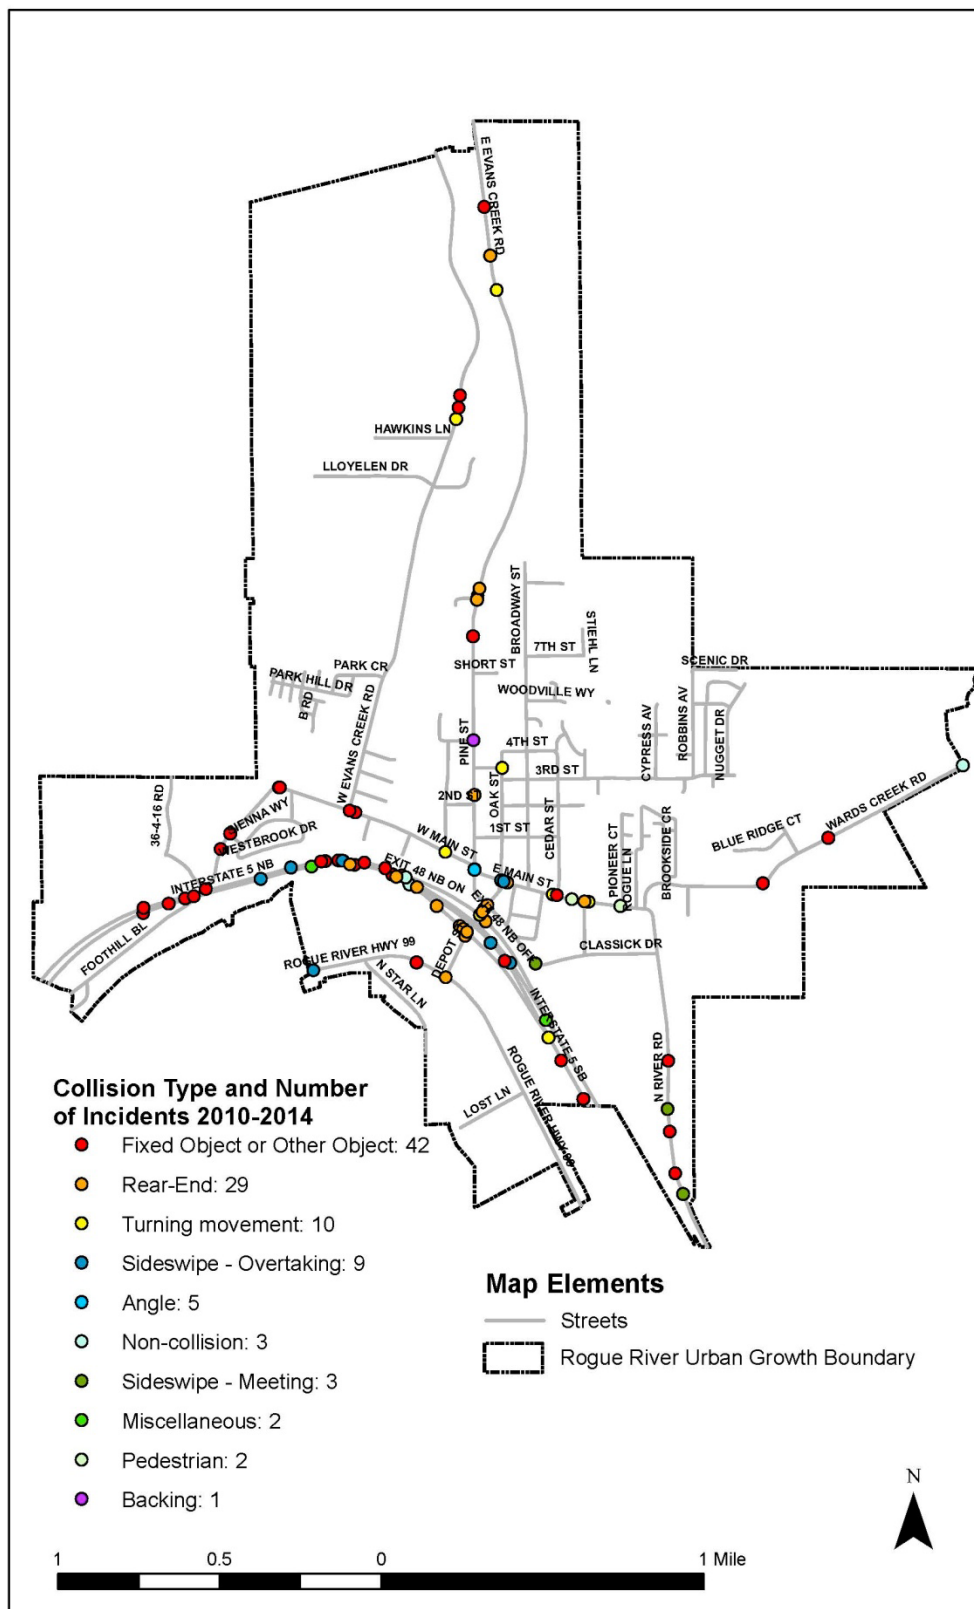 E EVANS CREEK RD
HAWKINS LN
LLOYELEN DR
BROADWAY ST
STIEHL LN
7TH ST
SHORT ST
SCENIC DR
PARK CR
PARK HILL DR
WOODVILLE WY
B RD
W EVANS CREEK RD
PINE ST
4TH ST
CYPRESS AV
ROBBINS AV
NUGGET DR
3RD ST
OAK ST
2ND ST
36-4-16 RD
SIENNA WY
WESTBROOK DR
W MAIN ST
1ST ST
CEDAR ST
PIONEER CT
ROGUE LN
BROOKSIDE CR
BLUE RIDGE CT
WARDS CREEK RD
INTERSTATE 5 NB
EXIT 48 NB ON
E MAIN ST
EXIT 48 NB OFF
FOOTHILL BL
ROGUE RIVER HWY 99
DEPOT ST
CLASSICK DR
N STAR LN
INTERSTATE 5 SB
N RIVER RD
LOST LN
ROGUE RIVER HWY 99
Collision Type and Number
of Incidents 2010-2014
Fixed Object or Other Object: 42
Rear-End: 29
Turning movement: 10
Sideswipe - Overtaking: 9
Angle: 5
Non-collision: 3
Sideswipe - Meeting: 3
Miscellaneous: 2
Pedestrian: 2
Backing: 1
Map Elements
Streets
Rogue River Urban Growth Boundary
N
1 0.5 0 1 Mile